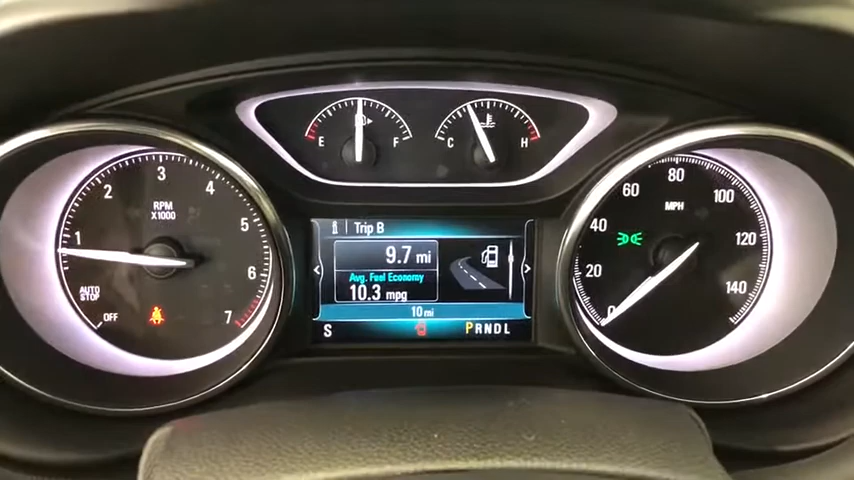 E F
C H
1 2 3 4 5 6 7
RPM
X1000
AUTO
STOP
OFF
Trip B
9.7 mi
Avg. Fuel Economy
10.3 mpg
10 mi
S PRNDL
0 20 40 60 80 100 120 140
MPH